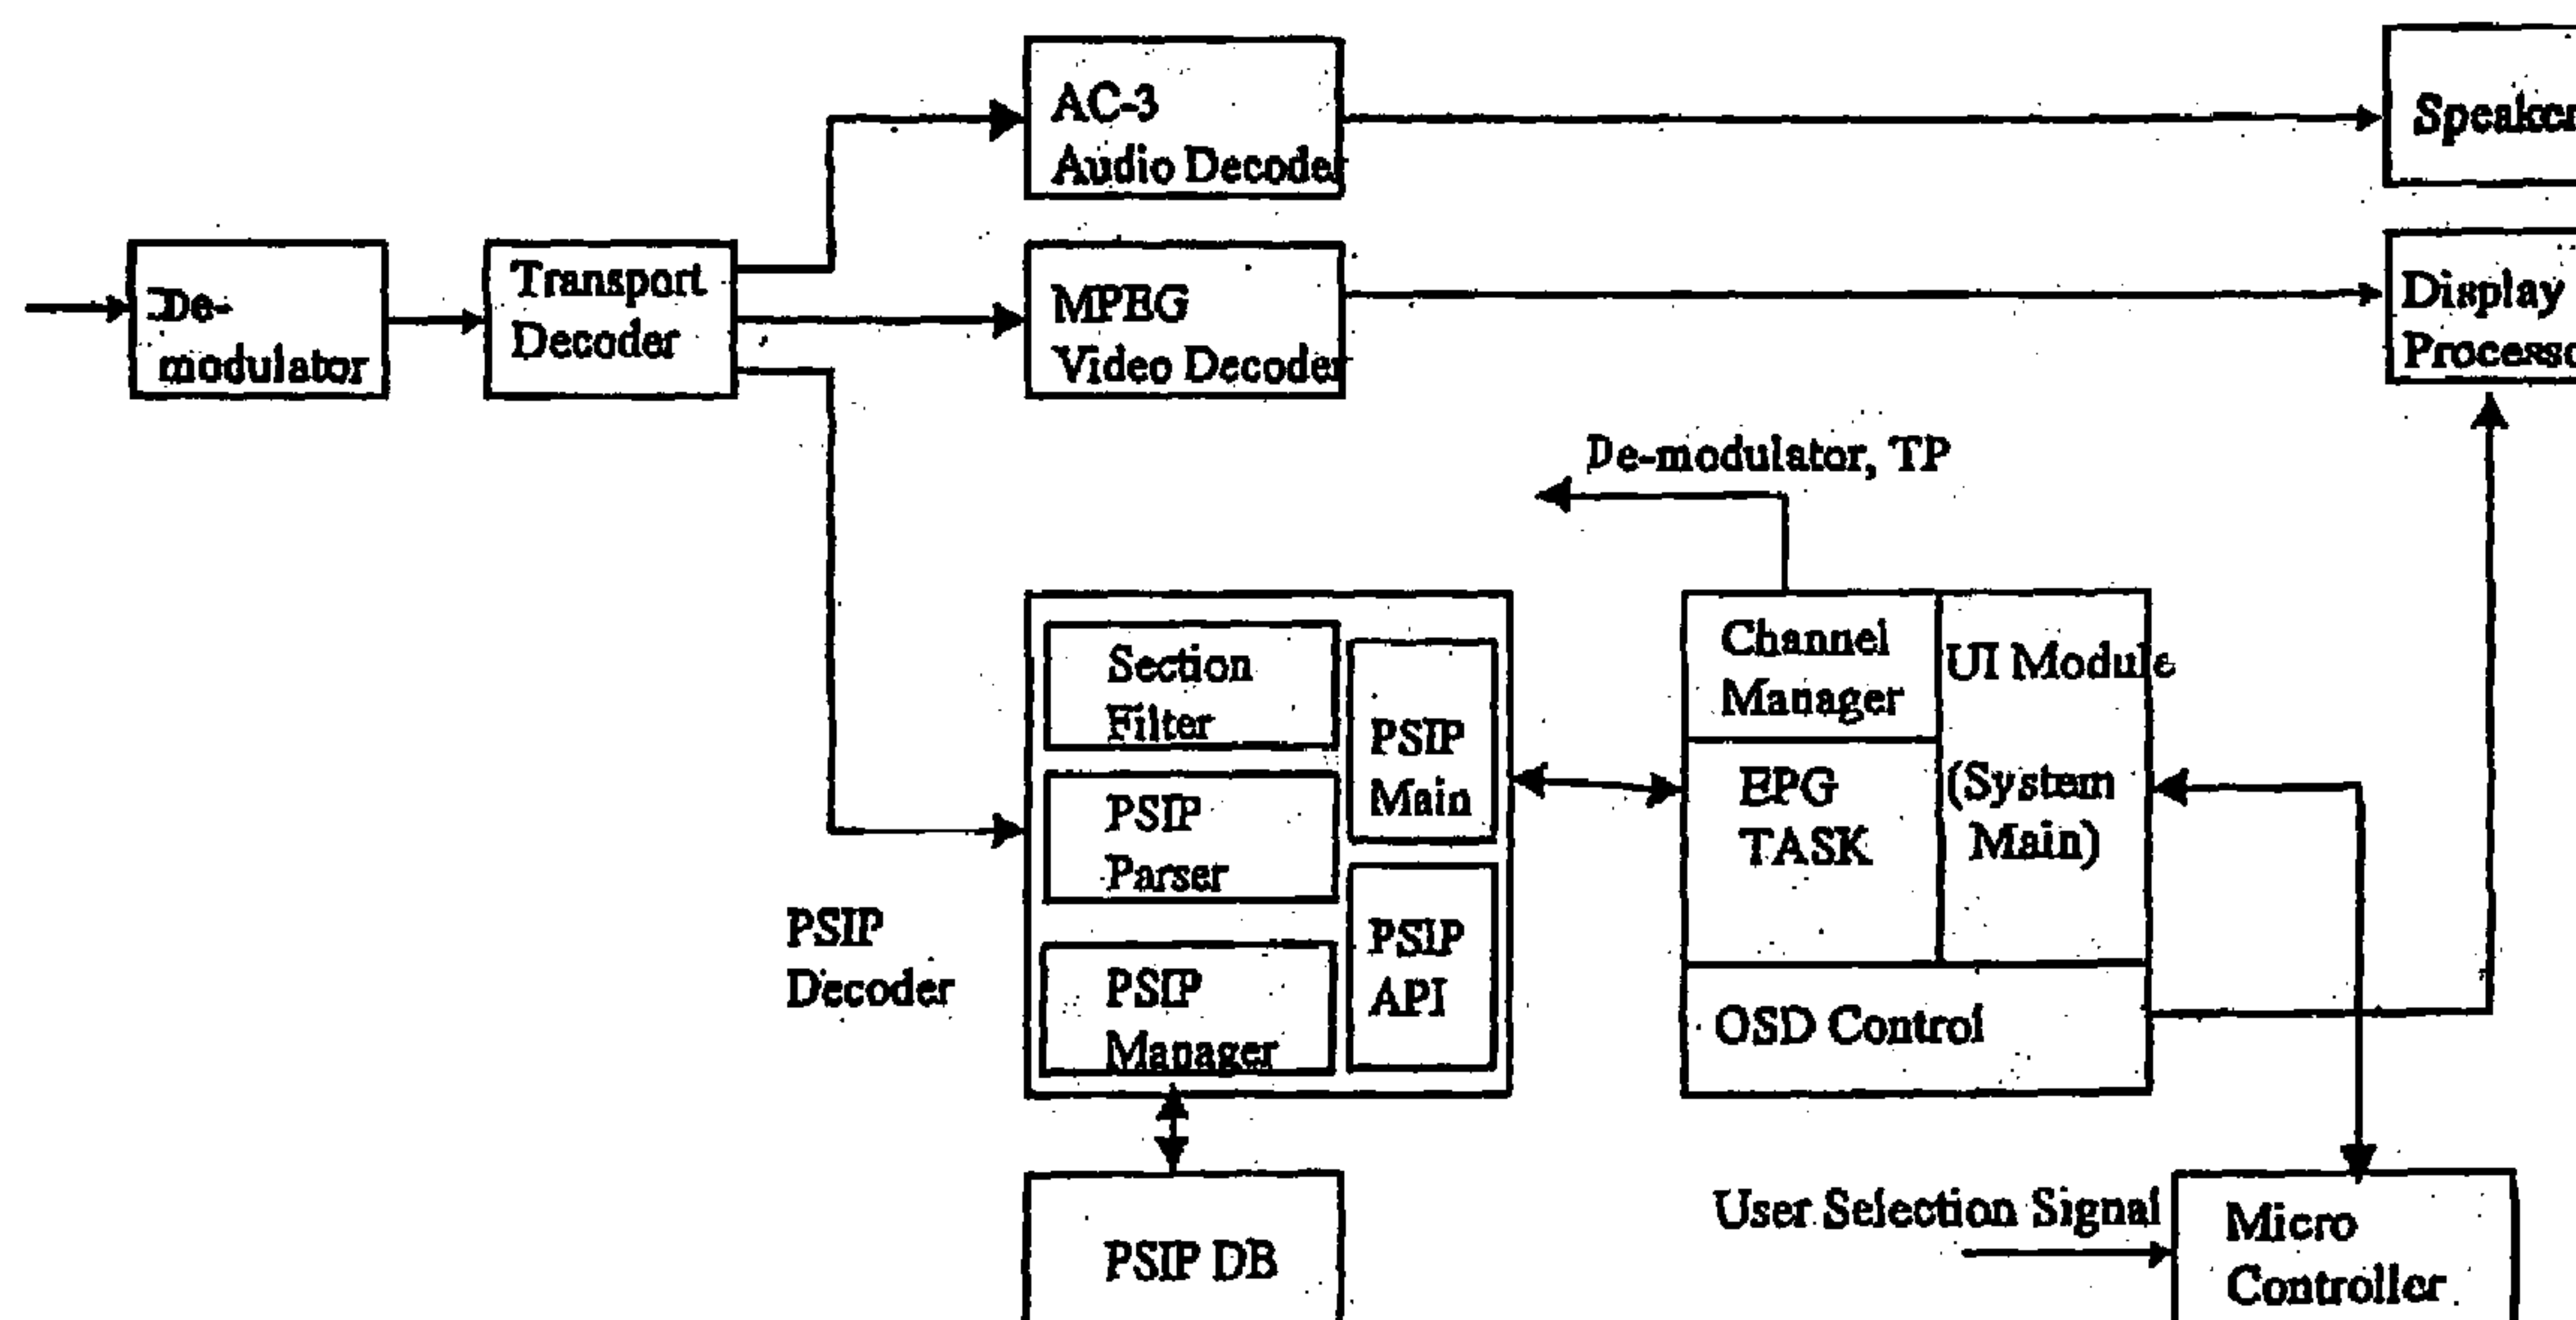 AC-3
Audio Decoder
Speaker
De-
modulator
Transport
Decoder
MPEG
Video Decoder
Display
De-modulator, TP
Section
Filter
PSIP
Main
PSIP
Parser
PSIP
API
PSIP
Manager
PSIP
Decoder
Channel
Manager
UI Module
(System
Main)
EPG
TASK
OSD Control
PSIP DB
User Selection Signal
Micro
Controller